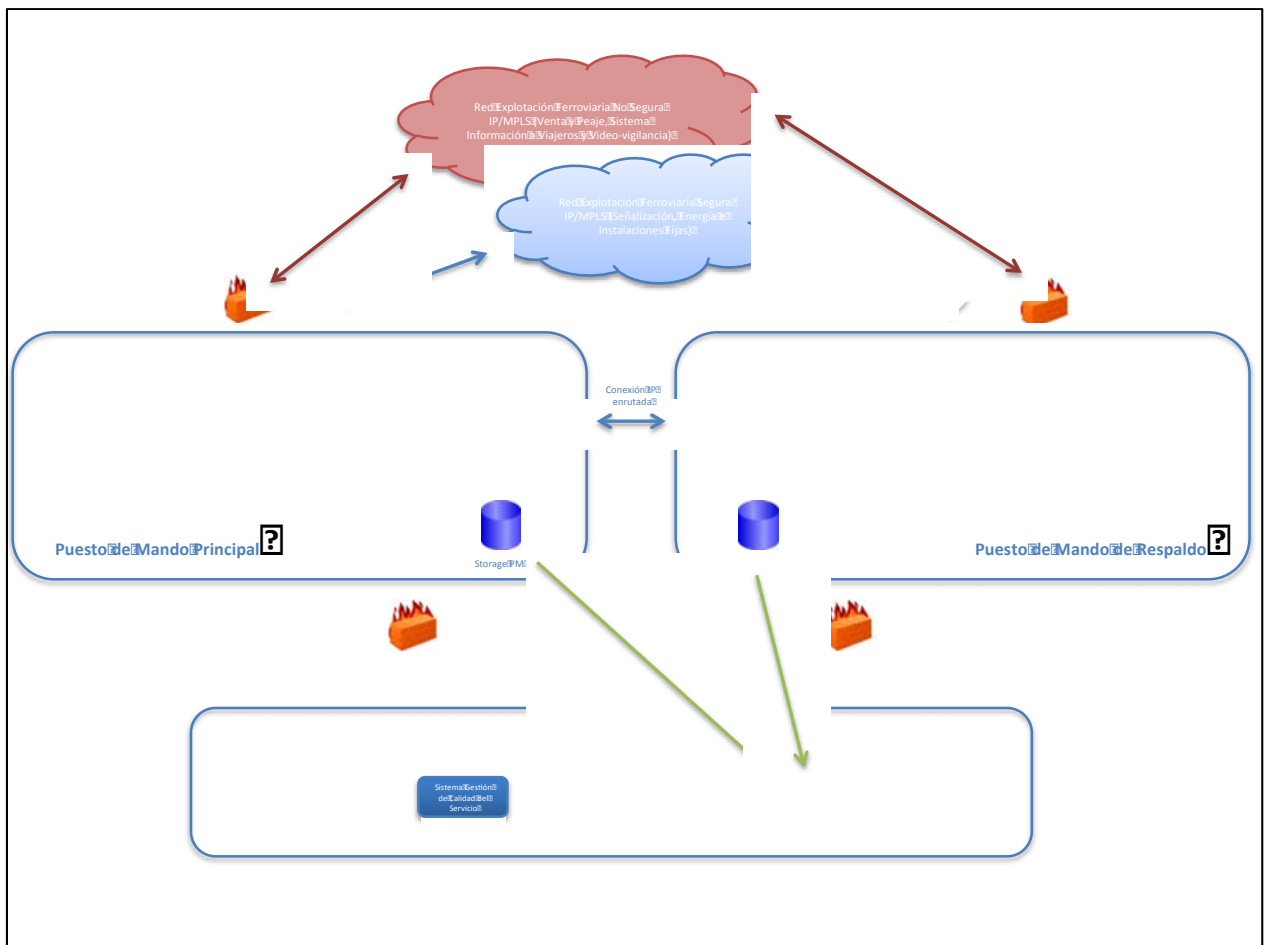 Red Explotación Ferroviaria No Segura
IP/MPLS (Venta y Peaje, Sistema
Información a Viajeros y Video-vigilancia)
Red Explotación Ferroviaria Segura
IP/MPLS (Señalización, Energía e
Instalaciones Fijas)
Conexión IP
enrutada
Puesto de Mando Principal
Storage PM
Puesto de Mando de Respaldo
Sistema Gestión
de Calidad del
Servicio